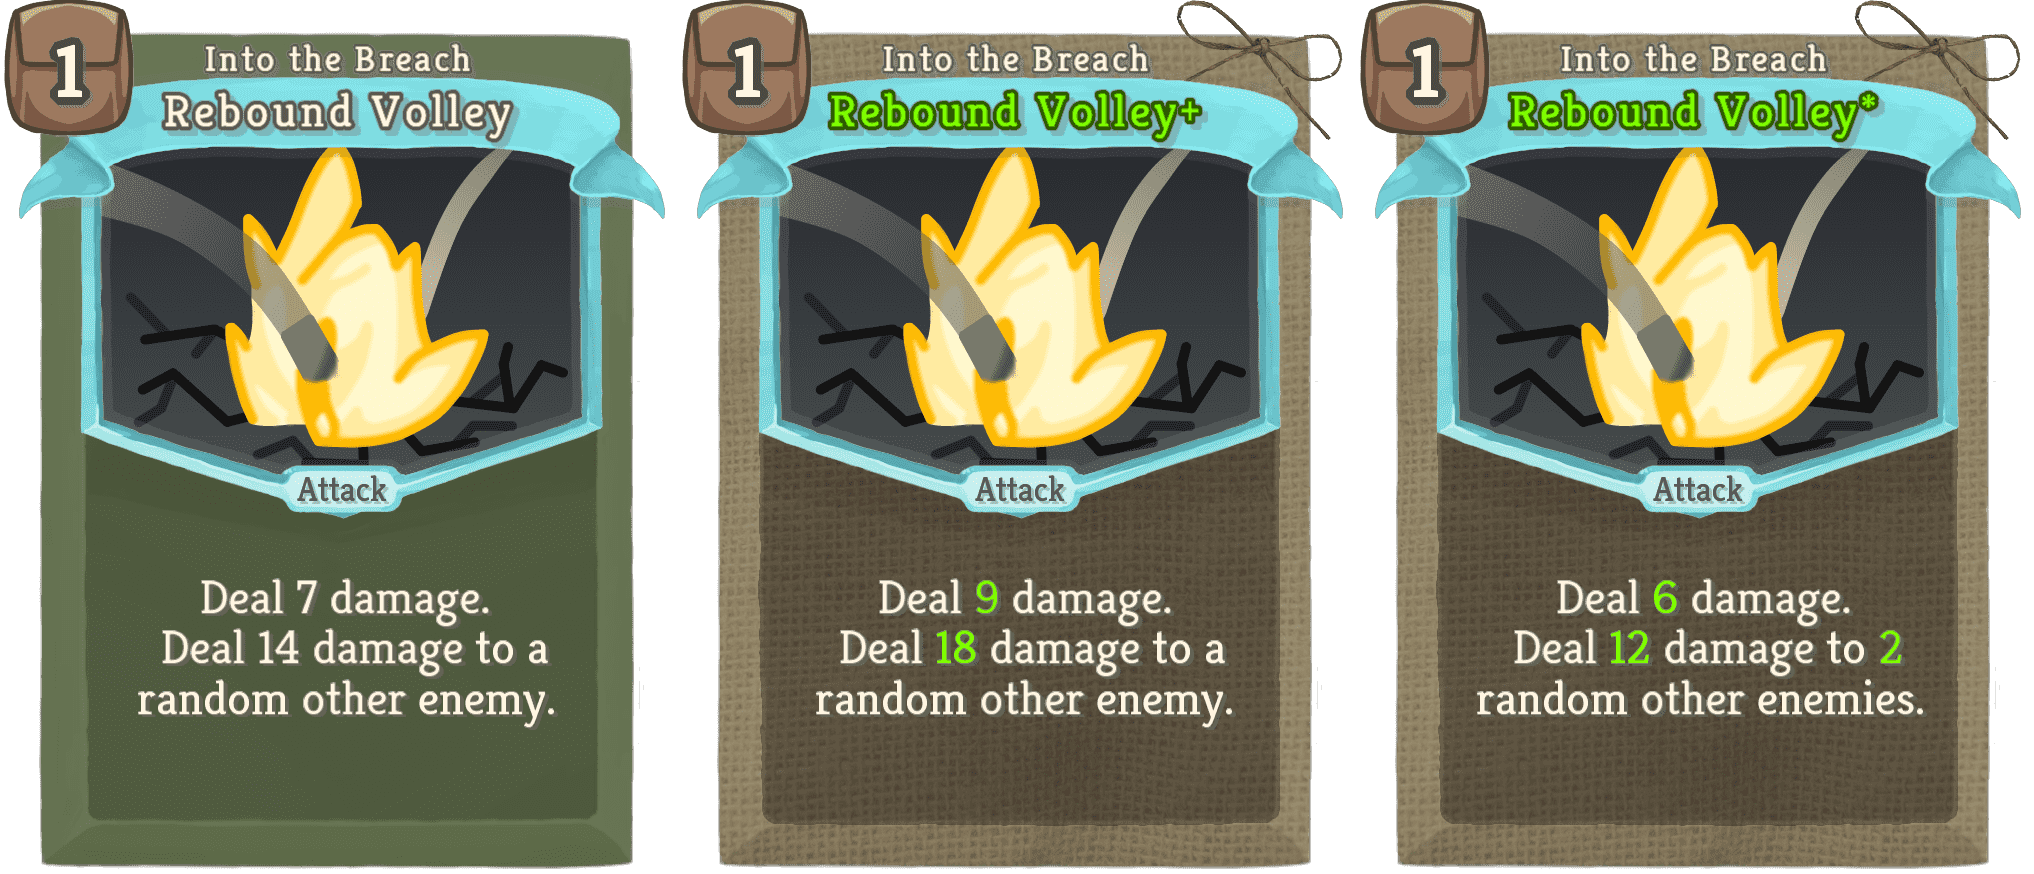 1
Into the Breach
Rebound Volley
Attack
Deal 7 damage.
Deal 14 damage to a
random other enemy.
1
Into the Breach
Rebound Volley+
Attack
Deal 9 damage.
Deal 18 damage to a
random other enemy.
1
Into the Breach
Rebound Volley*
Attack
Deal 6 damage.
Deal 12 damage to 2
random other enemies.